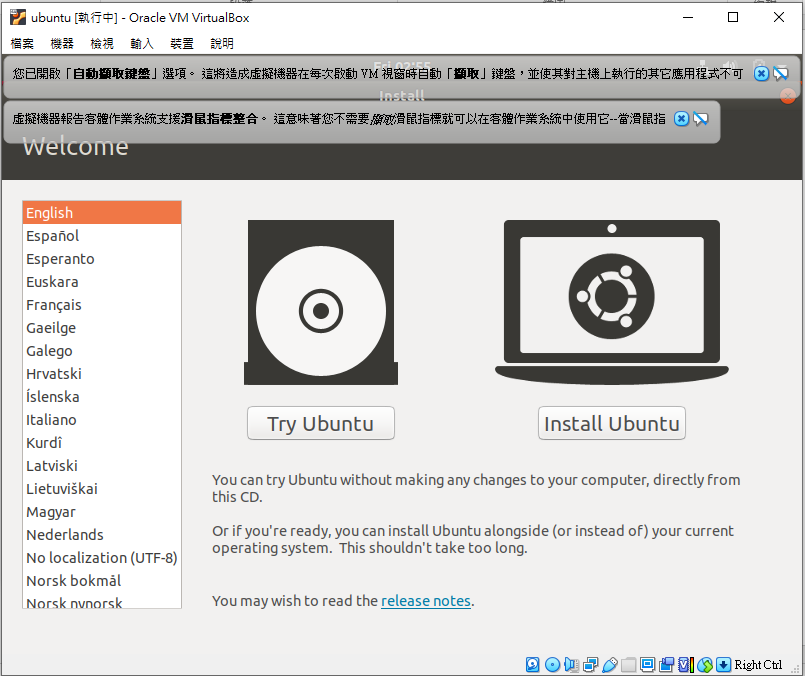 ubuntu [執行中] - Oracle VM VirtualBox
檔案 機器 檢視 輸入 裝置 說明
您已開啟「自動擷取鍵盤」選項。 這將造成虛擬機器在每次啟動 VM 視窗時自動「擷取」鍵盤，並使其對主機上執行的其它應用程式不可
Install
虛擬機器報告客體作業系統支援滑鼠指標整合。 這意味著您不需要擷取滑鼠指標就可以在客體作業系統中使用它--當滑鼠指
Welcome
English
Español
Esperanto
Euskara
Français
Gaeilge
Galego
Hrvatski
Íslenska
Italiano
Kurdî
Latviski
Lietuviškai
Magyar
Nederlands
No localization (UTF-8)
Norsk bokmål
Norsk nynorsk
Try Ubuntu
Install Ubuntu
You can try Ubuntu without making any changes to your computer, directly from
this CD.
Or if you're ready, you can install Ubuntu alongside (or instead of) your current
operating system. This shouldn't take too long.
You may wish to read the release notes.
Right Ctrl